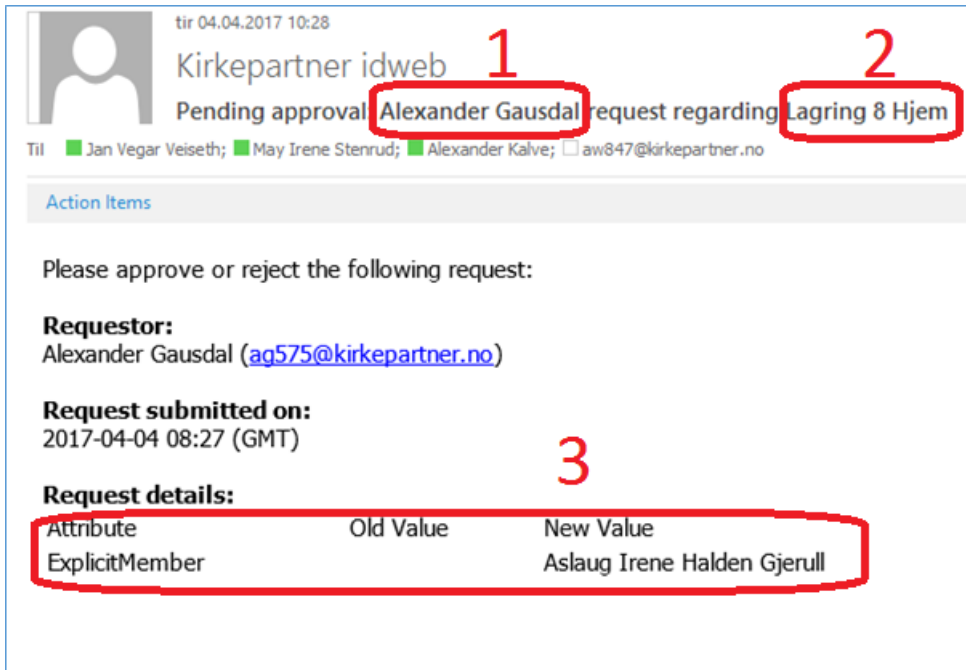 tir 04.04.2017 10:28
Kirkepartner idweb
1
2
Pending approval: Alexander Gausdal request regarding Lagring 8 Hjem
Til Jan Vegar Veiseth; May Irene Stenrud; Alexander Kalve; aw847@kirkepartner.no
Action Items
Please approve or reject the following request:
Requestor:
Alexander Gausdal (ag575@kirkepartner.no)
Request submitted on:
2017-04-04 08:27 (GMT)
3
Request details:
Attribute Old Value New Value
ExplicitMember Aslaug Irene Halden Gjerull